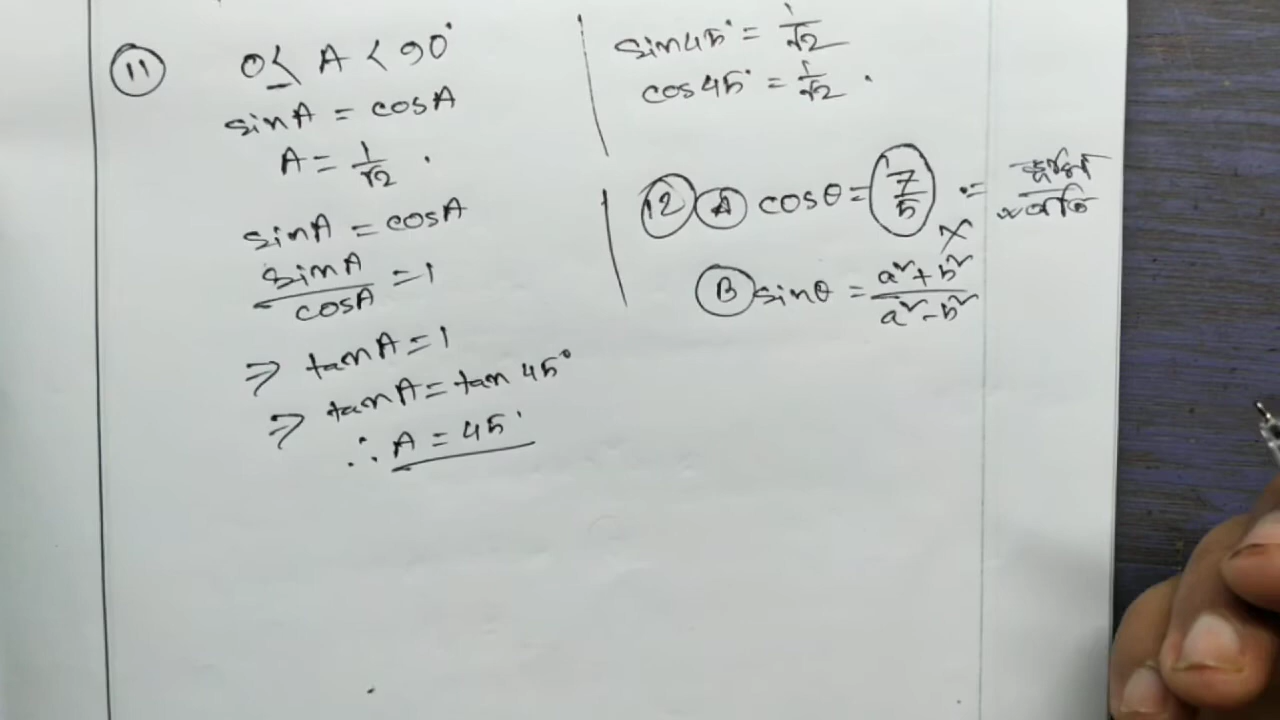 11
0 ≤ A < 90°
sinA = cosA
A = 1/√2 .
sinA = cosA
sinA/cosA = 1
⇒ tanA = 1
⇒ tanA = tan 45°
∴ A = 45°
sin45° = 1/√2
cos45° = 1/√2 .
12 A cosθ = 7/5 . =
×
B sinθ = a²+b²/a²-b²